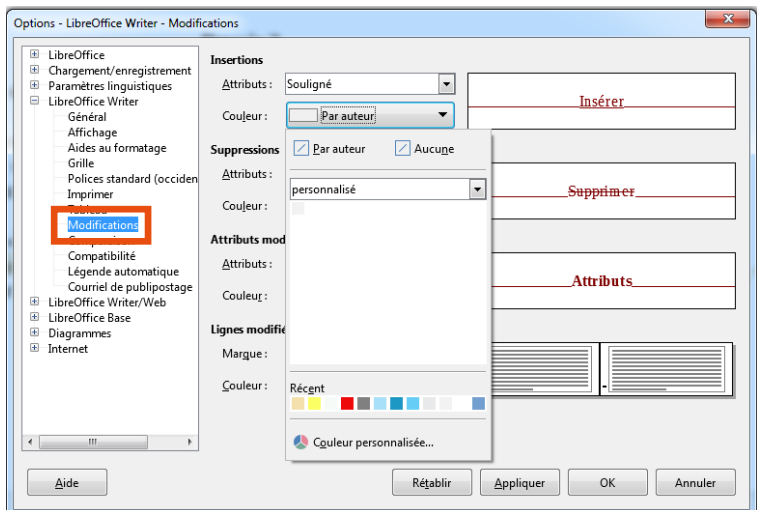 Options - LibreOffice Writer - Modifications
LibreOffice
Chargement/enregistrement
Paramètres linguistiques
LibreOffice Writer
Général
Affichage
Aides au formatage
Grille
Polices standard (occiden
Imprimer
Tableau
Modifications
Comparaison
Compatibilité
Légende automatique
Courriel de publipostage
LibreOffice Writer/Web
LibreOffice Base
Diagrammes
Internet
Insertions
Attributs : Souligné
Couleur : Par auteur
Insérer
Par auteur Aucune
Suppressions
Attributs :
personnalisé
Couleur :
Supprimer
Attributs mod
Attributs :
Couleur :
Attributs
Lignes modifié
Marque :
Couleur :
Récent
Couleur personnalisée...
Aide Rétablir Appliquer OK Annuler